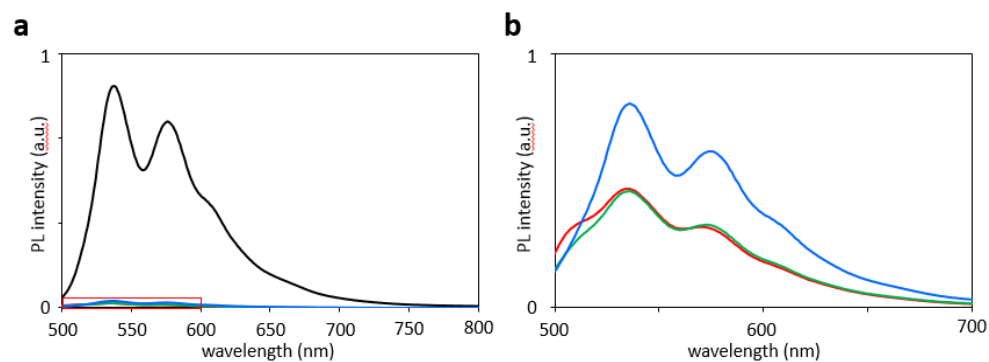 a
1
PL intensity (a.u.)
0
500 550 600 650 700 750 800
wavelength (nm)
b
1
PL intensity (a.u.)
0
500 600 700
wavelength (nm)